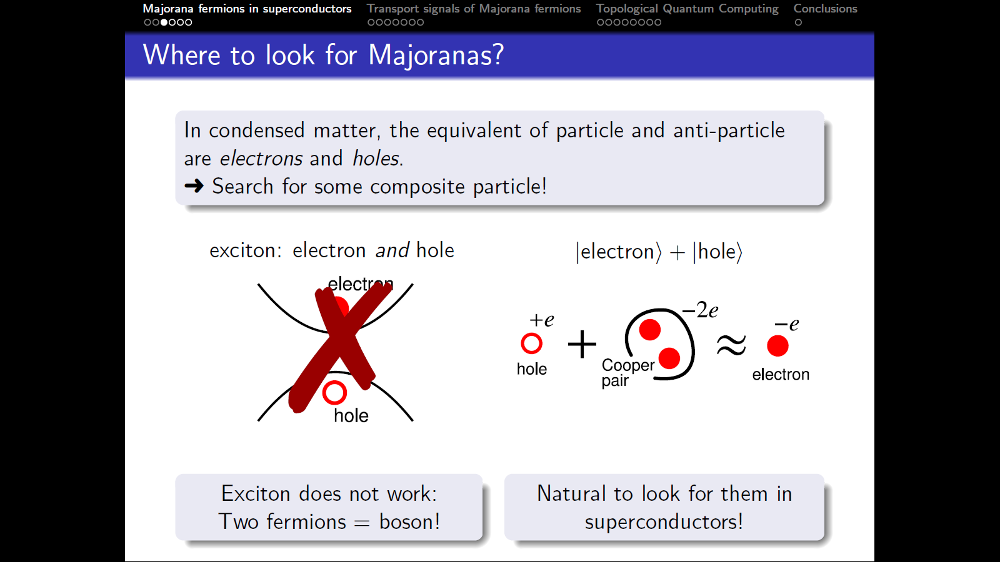 Majorana fermions in superconductors
Transport signals of Majorana fermions
Topological Quantum Computing
Conclusions
Where to look for Majoranas?
In condensed matter, the equivalent of particle and anti-particle
are electrons and holes.
➜ Search for some composite particle!
exciton: electron and hole
electron
hole
|electron⟩ + |hole⟩
+e
hole
+
−2e
Cooper
pair
≈
−e
electron
Exciton does not work:
Two fermions = boson!
Natural to look for them in
superconductors!